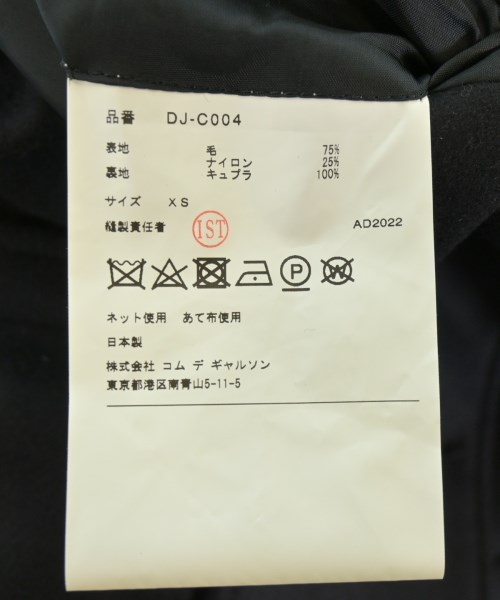 品番 DJ-C004
表地 毛 75%
ナイロン 25%
裏地 キュプラ 100%
サイズ XS
縫製責任者 IST AD2022
P W
ネット使用 あて布使用
日本製
株式会社 コム デ ギャルソン
東京都港区南青山5-11-5